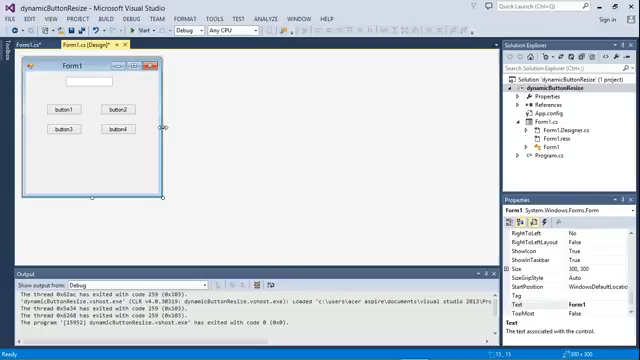 dynamicButtonResize - Microsoft Visual Studio
Quick Launch (Ctrl+Q)
FILE EDIT VIEW PROJECT BUILD DEBUG TEAM FORMAT TOOLS TEST ANALYZE WINDOW HELP
Sign in
Start Debug Any CPU
Toolbox
Form1.cs*
Form1.cs [Design]*
Form1
button1
button2
button3
button4
Solution Explorer
Search Solution Explorer (Ctrl+;)
Solution 'dynamicButtonResize' (1 project)
dynamicButtonResize
Properties
References
App.config
Form1.cs
Form1.Designer.cs
Form1.resx
Form1
Program.cs
Properties
Form1 System.Windows.Forms.Form
RightToLeft No
RightToLeftLayout False
ShowIcon True
ShowInTaskbar True
Size 300, 300
SizeGripStyle Auto
StartPosition WindowsDefaultLocation
Tag
Text Form1
TopMost False
Text
The text associated with the control.
Output
Show output from: Debug
The thread 0x62ac has exited with code 259 (0x103).
'dynamicButtonResize.vshost.exe' (CLR v4.0.30319: dynamicButtonResize.vshost.exe): Loaded 'c:\users\acer aspire\documents\visual studio 2013\Pro
The thread 0x5a34 has exited with code 259 (0x103).
The thread 0x6268 has exited with code 259 (0x103).
The program '[15952] dynamicButtonResize.vshost.exe' has exited with code 0 (0x0).
15, 15
300 x 300